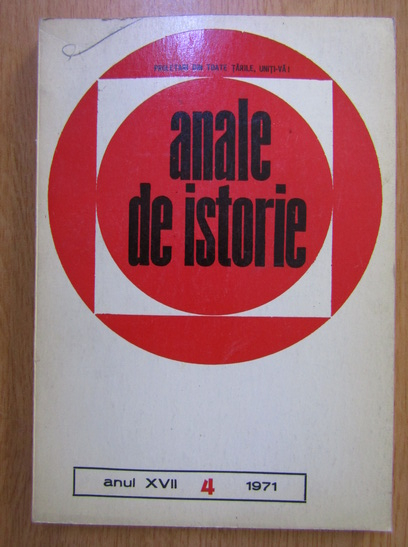 PROLETARI DIN TOATE ȚĂRILE, UNIȚI-VĂ!
anale
de istorie
anul XVII 4 1971